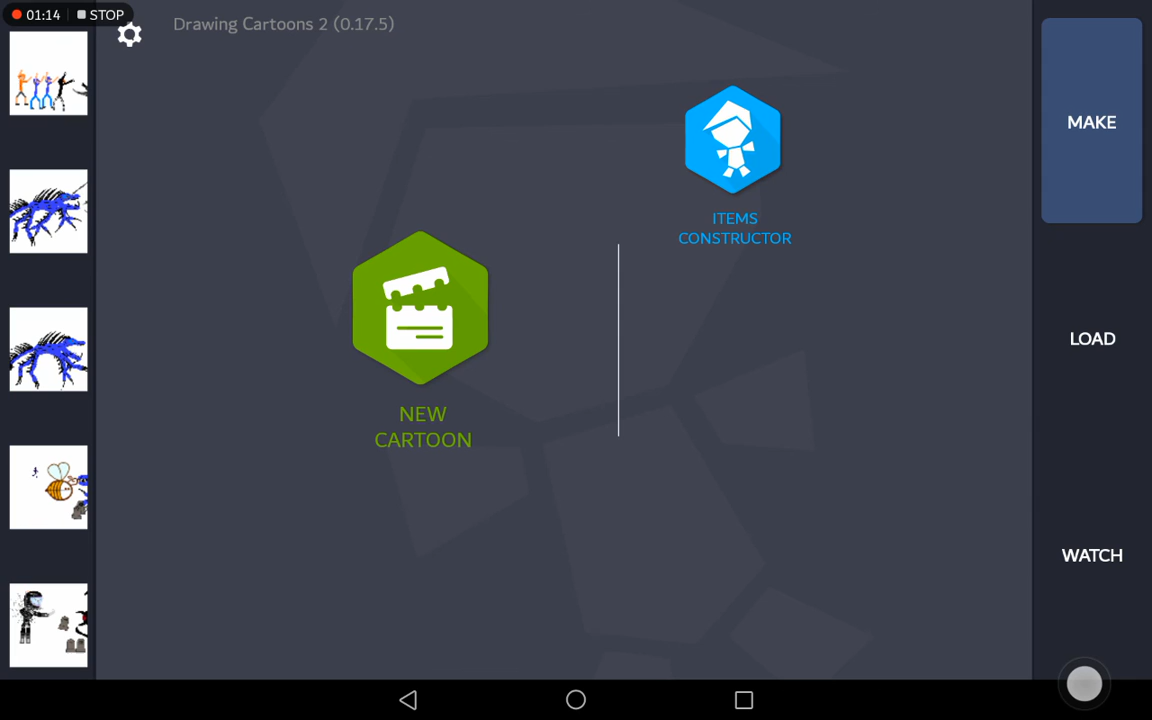 01:14 STOP
Drawing Cartoons 2 (0.17.5)
MAKE
ITEMS
CONSTRUCTOR
LOAD
NEW
CARTOON
WATCH